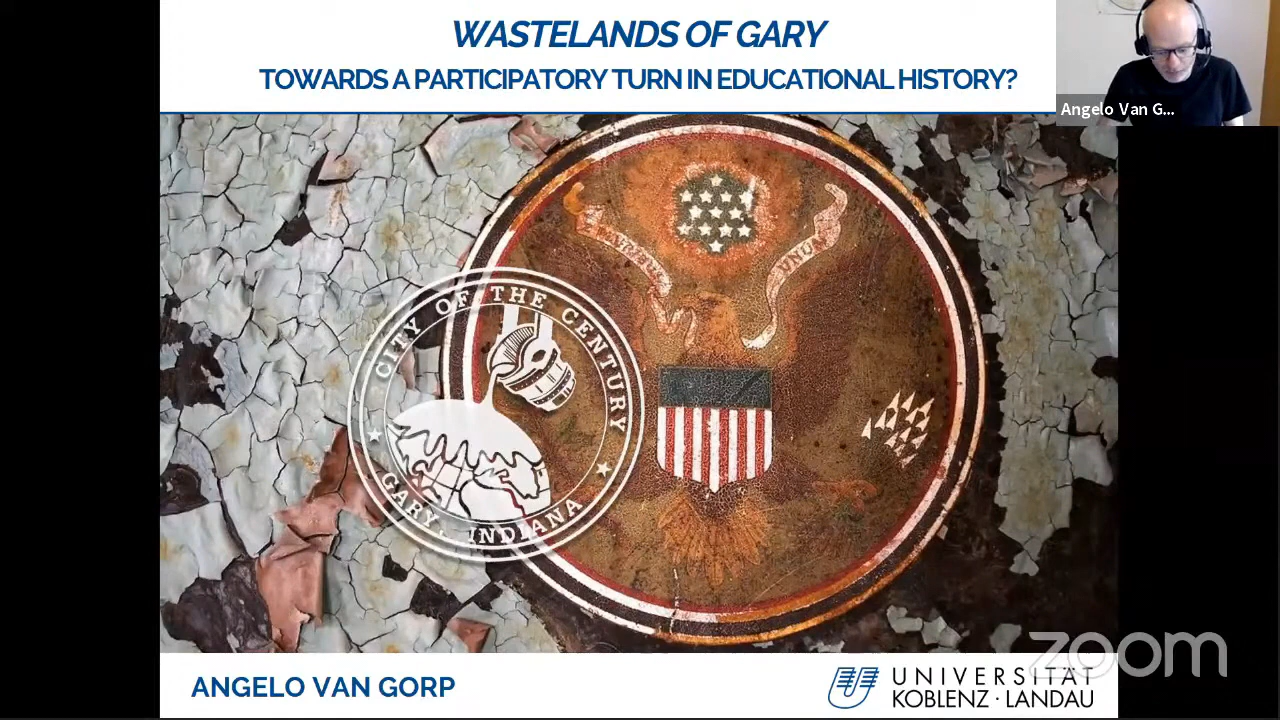 WASTELANDS OF GARY
TOWARDS A PARTICIPATORY TURN IN EDUCATIONAL HISTORY?
Angelo Van G...
UNUM
CITY OF THE CENTURY
GARY, INDIANA
zoom
ANGELO VAN GORP
UNIVERSITÄT
KOBLENZ · LANDAU